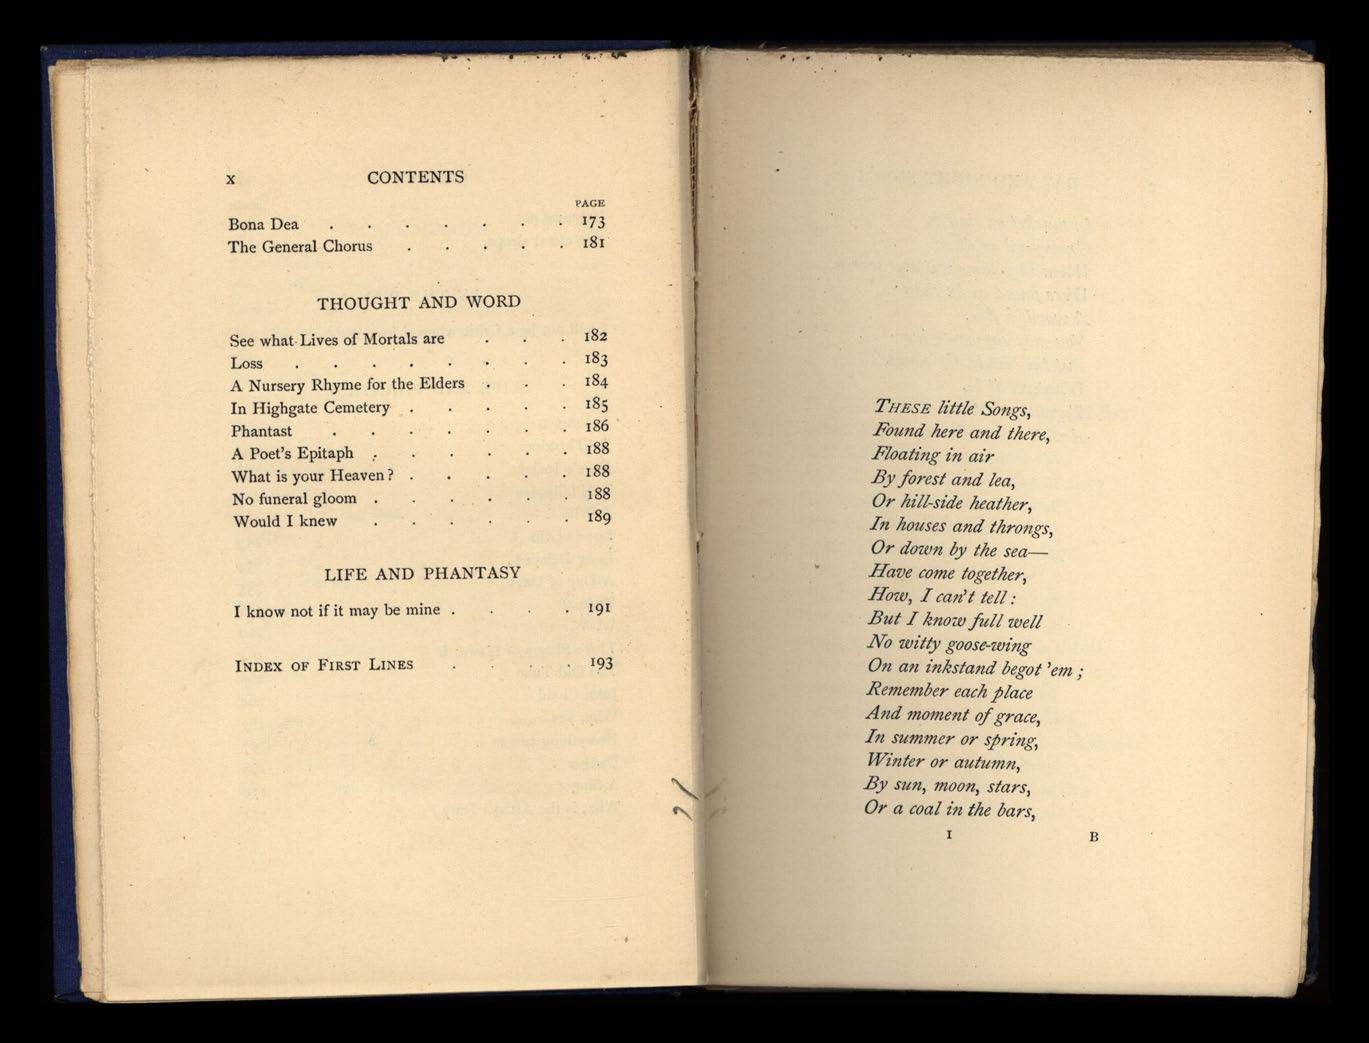 x CONTENTS
PAGE
Bona Dea . . . . . . . 173
The General Chorus . . . . . 181
THOUGHT AND WORD
See what Lives of Mortals are . . . 182
Loss . . . . . . . . 183
A Nursery Rhyme for the Elders . . . 184
In Highgate Cemetery . . . . . 185
Phantast . . . . . . . 186
A Poet's Epitaph . . . . . . 188
What is your Heaven? . . . . . 188
No funeral gloom . . . . . . 188
Would I knew . . . . . . 189
LIFE AND PHANTASY
I know not if it may be mine . . . . 191
INDEX OF FIRST LINES . . . . 193
THESE little Songs,
Found here and there,
Floating in air
By forest and lea,
Or hill-side heather,
In houses and throngs,
Or down by the sea—
Have come together,
How, I can't tell :
But I know full well
No witty goose-wing
On an inkstand begot 'em ;
Remember each place
And moment of grace,
In summer or spring,
Winter or autumn,
By sun, moon, stars,
Or a coal in the bars,
1 B